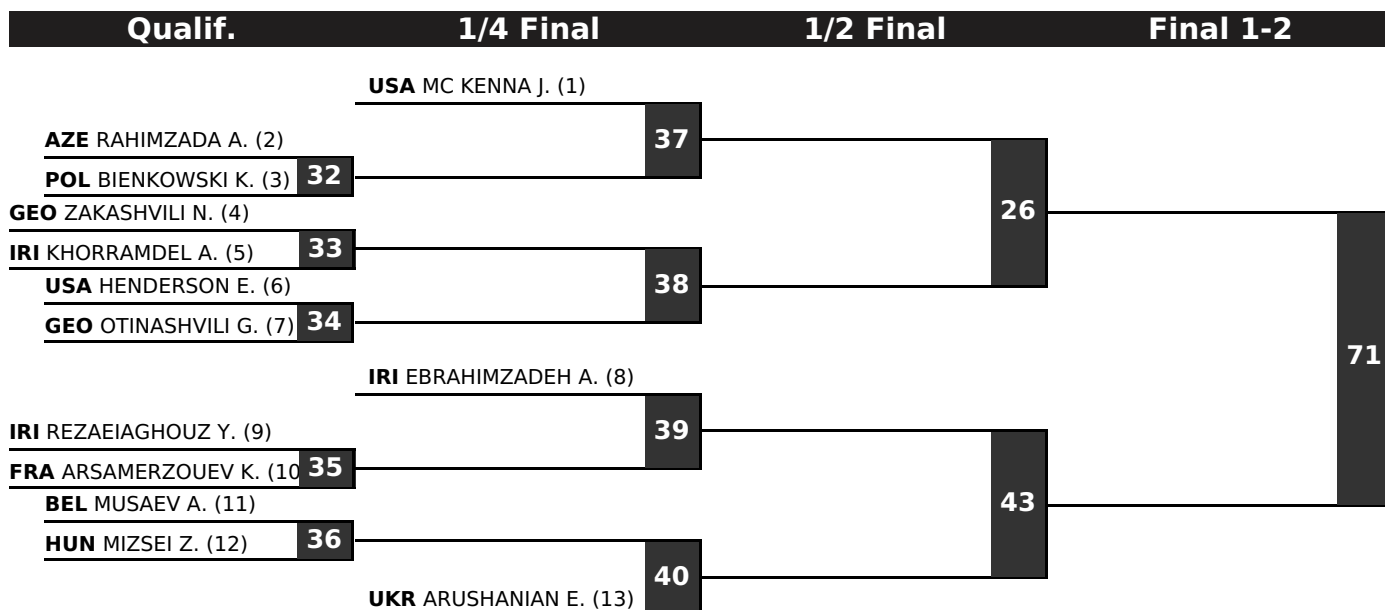 Qualif. 1/4 Final 1/2 Final Final 1-2
USA MC KENNA J. (1)
37
AZE RAHIMZADA A. (2)
POL BIENKOWSKI K. (3) 32
GEO ZAKASHVILI N. (4)
26
IRI KHORRAMDEL A. (5) 33
USA HENDERSON E. (6)
38
GEO OTINASHVILI G. (7) 34
71
IRI EBRAHIMZADEH A. (8)
39
IRI REZAEIAGHOUZ Y. (9)
FRA ARSAMERZOUEV K. (10 35
BEL MUSAEV A. (11)
43
HUN MIZSEI Z. (12) 36
40
UKR ARUSHANIAN E. (13)